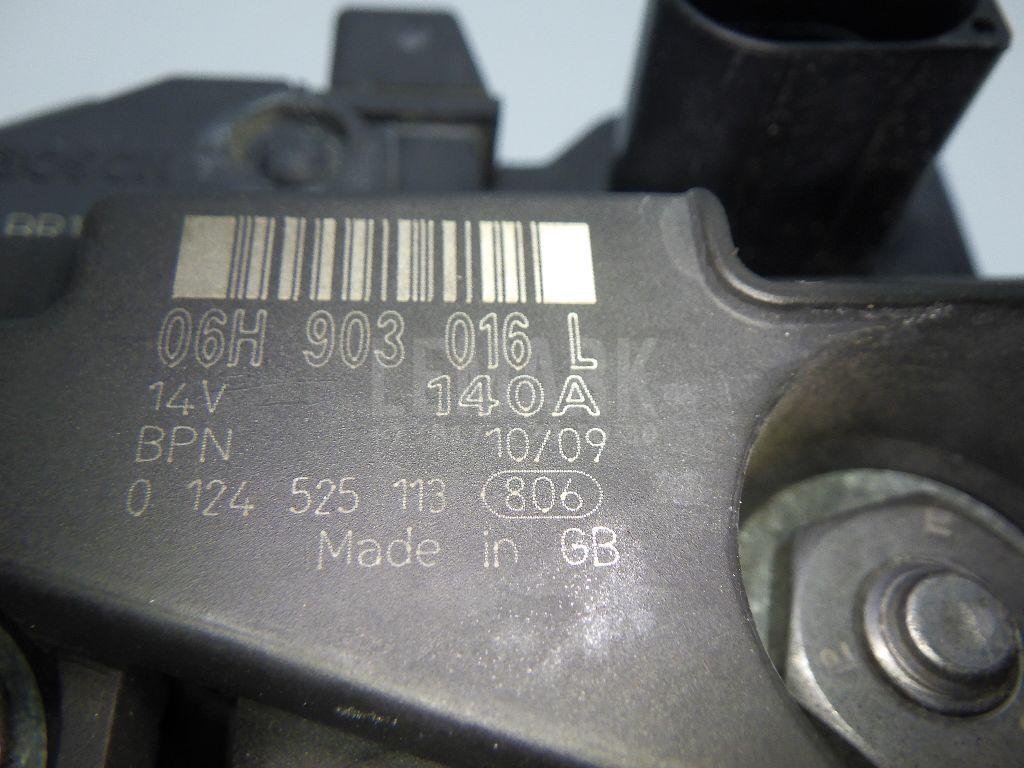 06H 903 016 L
14V 140A
BPN 10/09
0 124 525 113 806
Made in GB